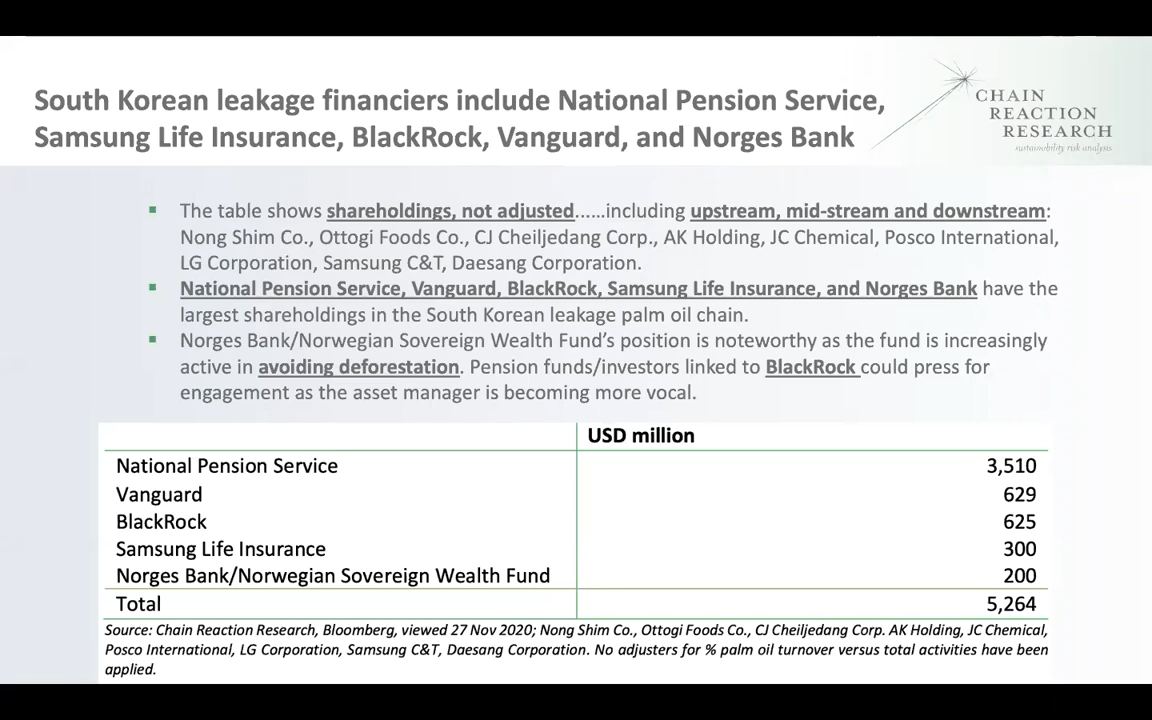 South Korean leakage financiers include National Pension Service,
Samsung Life Insurance, BlackRock, Vanguard, and Norges Bank
CHAIN
REACTION
RESEARCH
sustainability risk analysis
▪ The table shows shareholdings, not adjusted......including upstream, mid-stream and downstream:
Nong Shim Co., Ottogi Foods Co., CJ Cheiljedang Corp., AK Holding, JC Chemical, Posco International,
LG Corporation, Samsung C&T, Daesang Corporation.
▪ National Pension Service, Vanguard, BlackRock, Samsung Life Insurance, and Norges Bank have the
largest shareholdings in the South Korean leakage palm oil chain.
▪ Norges Bank/Norwegian Sovereign Wealth Fund's position is noteworthy as the fund is increasingly
active in avoiding deforestation. Pension funds/investors linked to BlackRock could press for
engagement as the asset manager is becoming more vocal.
USD million
National Pension Service 3,510
Vanguard 629
BlackRock 625
Samsung Life Insurance 300
Norges Bank/Norwegian Sovereign Wealth Fund 200
Total 5,264
Source: Chain Reaction Research, Bloomberg, viewed 27 Nov 2020; Nong Shim Co., Ottogi Foods Co., CJ Cheiljedang Corp. AK Holding, JC Chemical,
Posco International, LG Corporation, Samsung C&T, Daesang Corporation. No adjusters for % palm oil turnover versus total activities have been
applied.